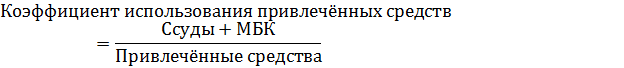 Коэффициент использования привлечённых средств
= Ссуды + МБК
Привлечённые средства